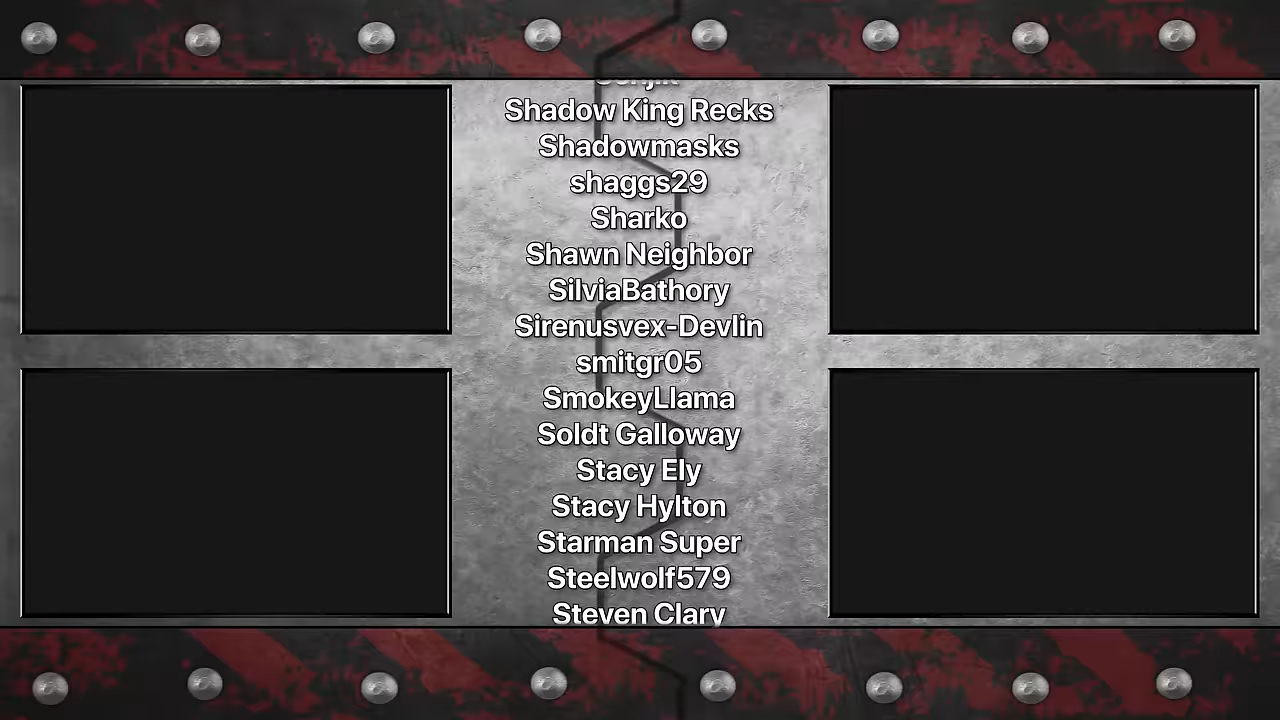 Shadow King Recks
Shadowmasks
shaggs29
Sharko
Shawn Neighbor
SilviaBathory
Sirenusvex-Devlin
smitgr05
SmokeyLlama
Soldt Galloway
Stacy Ely
Stacy Hylton
Starman Super
Steelwolf579
Steven Clary